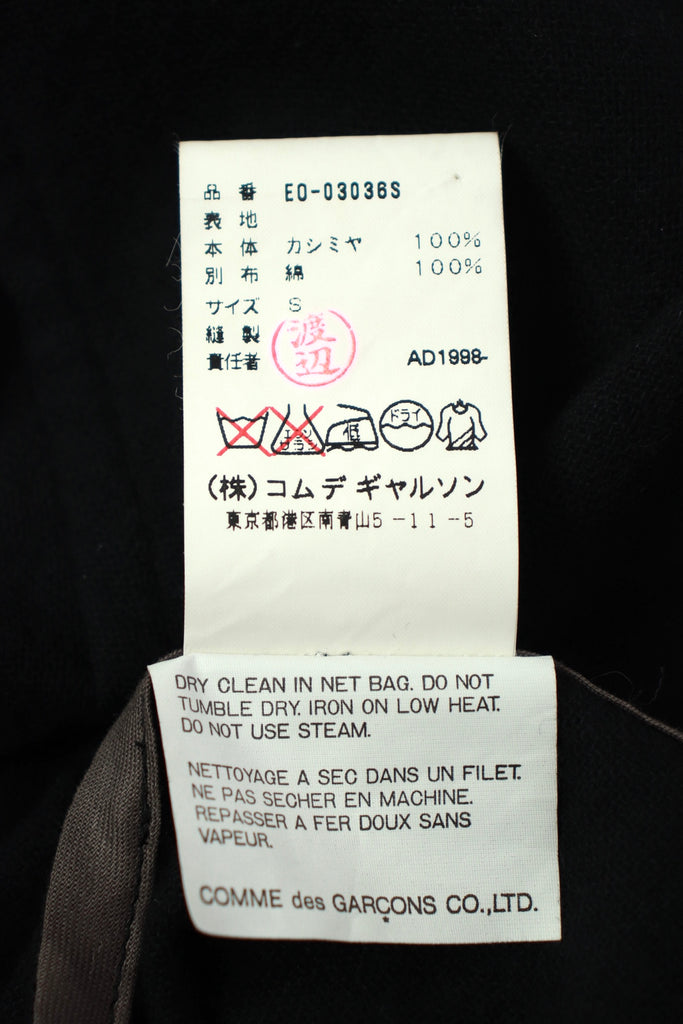 品番 EO-03036S
表地
本体 カシミヤ 100%
別布 綿 100%
サイズ S
縫製
責任者 渡辺 AD1998-
エンソ サラシ 低 ドライ
(株)コム デ ギャルソン
東京都港区南青山5-11-5
DRY CLEAN IN NET BAG. DO NOT
TUMBLE DRY. IRON ON LOW HEAT.
DO NOT USE STEAM.
NETTOYAGE A SEC DANS UN FILET.
NE PAS SECHER EN MACHINE.
REPASSER A FER DOUX SANS
VAPEUR.
COMME des GARÇONS CO.,LTD.